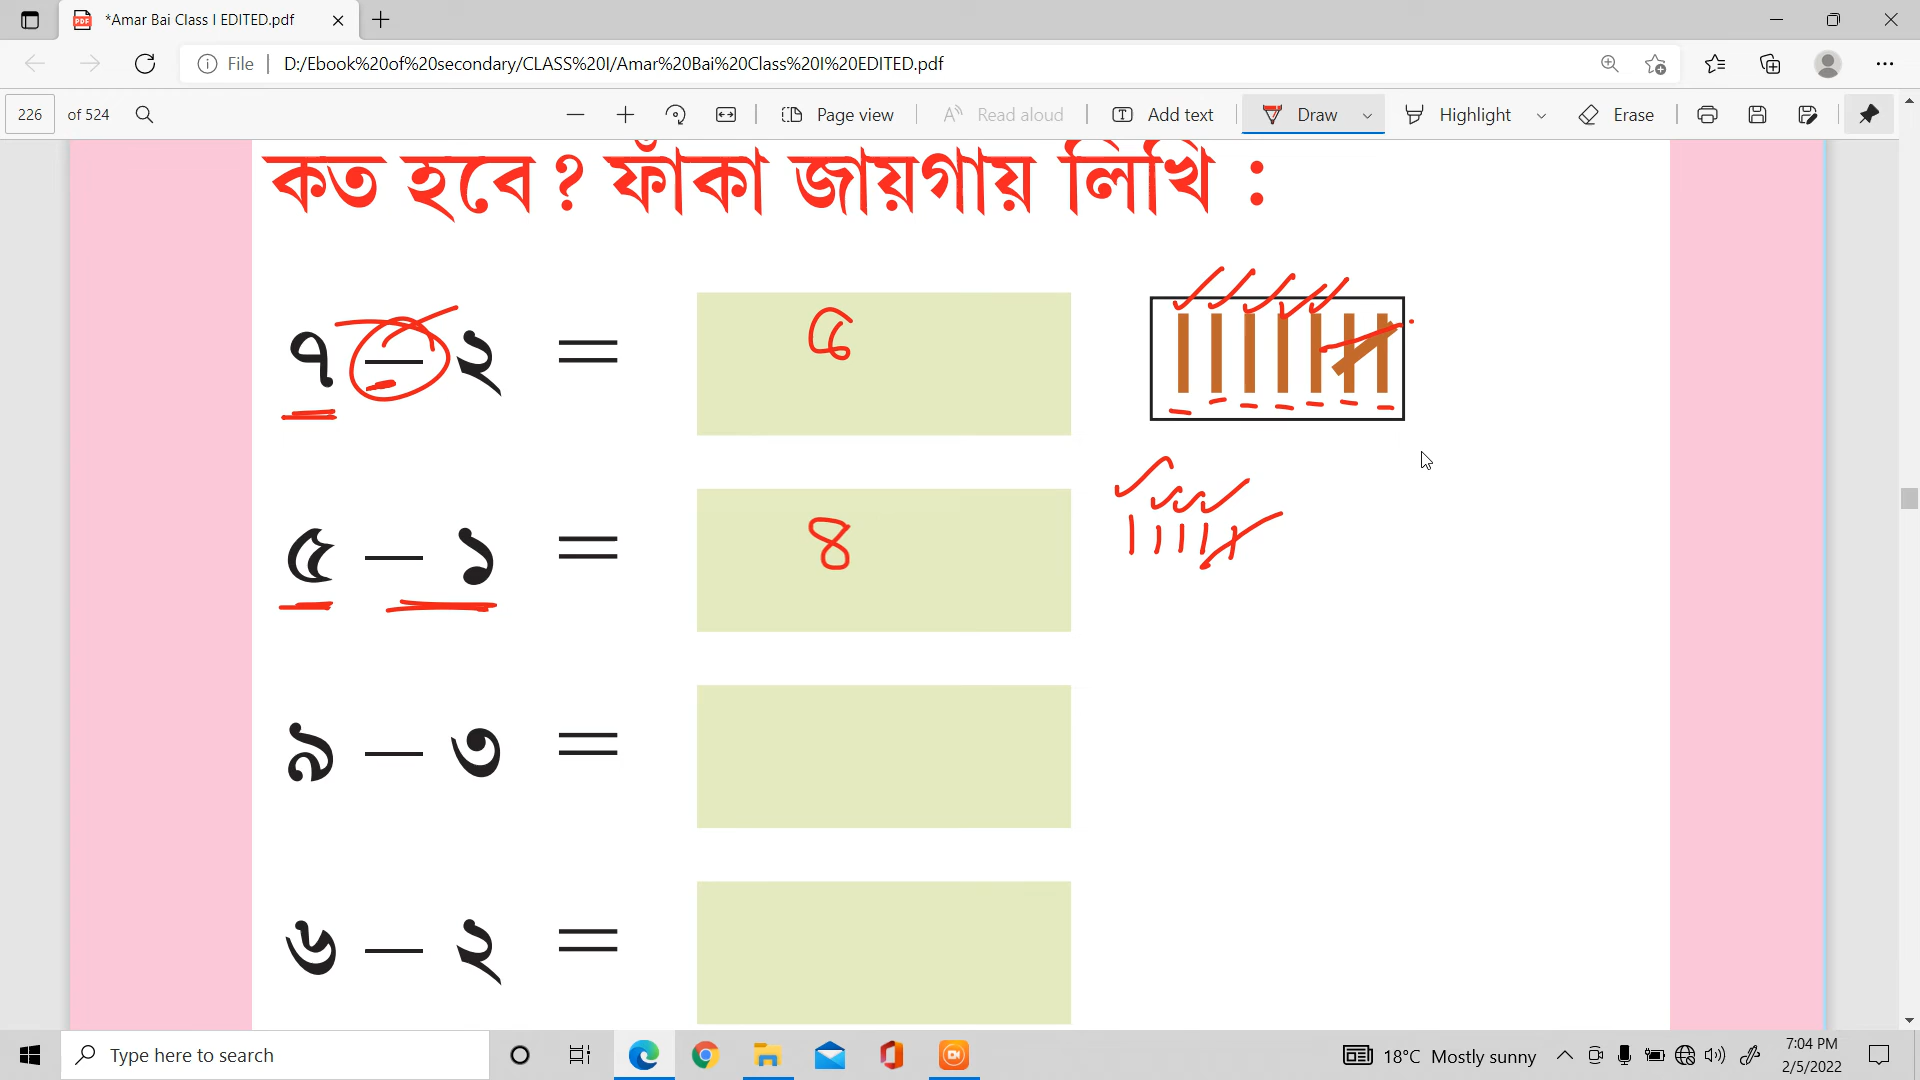 *Amar Bai Class I EDITED.pdf
File D:/Ebook%20of%20secondary/CLASS%20I/Amar%20Bai%20Class%20I%20EDITED.pdf
226 of 524 Page view Read aloud Add text Draw Highlight Erase
কত হবে ? ফাঁকা জায়গায় লিখি :
৭ — ২ = ৫
৫ — ১ = ৪
৯ — ৩ =
৬ — ২ =
Type here to search 18°C Mostly sunny 7:04 PM
2/5/2022